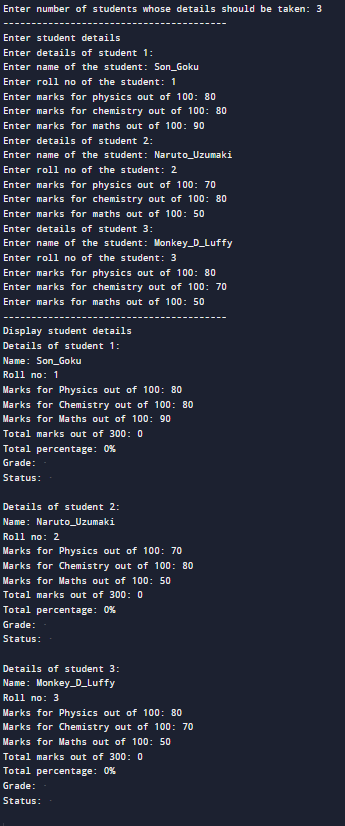 Enter number of students whose details should be taken: 3
----------------------------------------
Enter student details
Enter details of student 1:
Enter name of the student: Son_Goku
Enter roll no of the student: 1
Enter marks for physics out of 100: 80
Enter marks for chemistry out of 100: 80
Enter marks for maths out of 100: 90
Enter details of student 2:
Enter name of the student: Naruto_Uzumaki
Enter roll no of the student: 2
Enter marks for physics out of 100: 70
Enter marks for chemistry out of 100: 80
Enter marks for maths out of 100: 50
Enter details of student 3:
Enter name of the student: Monkey_D_Luffy
Enter roll no of the student: 3
Enter marks for physics out of 100: 80
Enter marks for chemistry out of 100: 70
Enter marks for maths out of 100: 50
----------------------------------------
Display student details
Details of student 1:
Name: Son_Goku
Roll no: 1
Marks for Physics out of 100: 80
Marks for Chemistry out of 100: 80
Marks for Maths out of 100: 90
Total marks out of 300: 0
Total percentage: 0%
Grade:
Status:
Details of student 2:
Name: Naruto_Uzumaki
Roll no: 2
Marks for Physics out of 100: 70
Marks for Chemistry out of 100: 80
Marks for Maths out of 100: 50
Total marks out of 300: 0
Total percentage: 0%
Grade:
Status:
Details of student 3:
Name: Monkey_D_Luffy
Roll no: 3
Marks for Physics out of 100: 80
Marks for Chemistry out of 100: 70
Marks for Maths out of 100: 50
Total marks out of 300: 0
Total percentage: 0%
Grade:
Status: